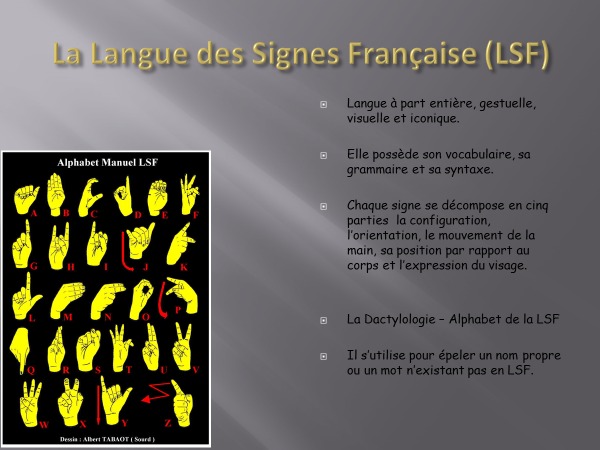 La Langue des Signes Française (LSF)
Langue à part entière, gestuelle,
visuelle et iconique.
Elle possède son vocabulaire, sa
grammaire et sa syntaxe.
Chaque signe se décompose en cinq
parties la configuration,
l'orientation, le mouvement de la
main, sa position par rapport au
corps et l'expression du visage.
La Dactylologie – Alphabet de la LSF
Il s'utilise pour épeler un nom propre
ou un mot n'existant pas en LSF.
Alphabet Manuel LSF
A B C D E F
G H I J K
L M N O P
Q R S T U V
W X Y Z
Dessin : Albert TABAOT ( Sourd )